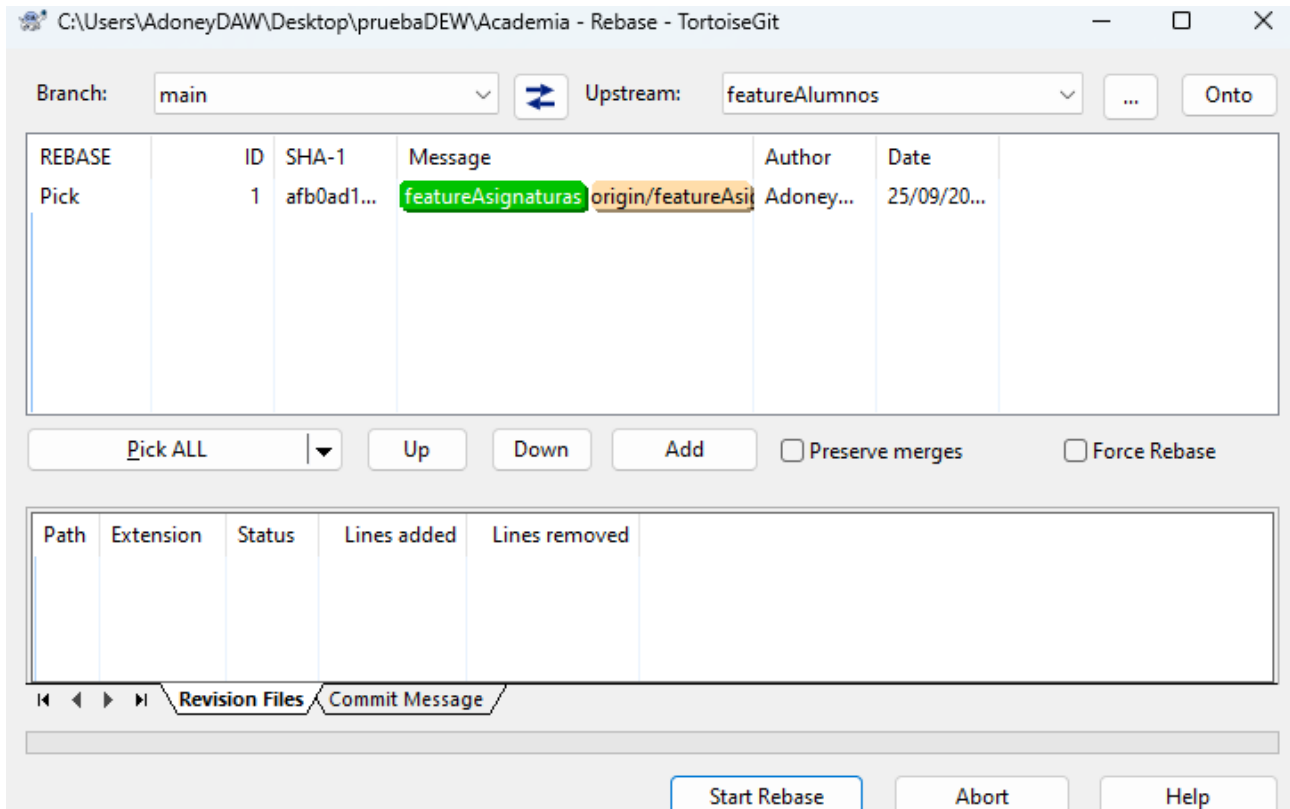 C:\Users\AdoneyDAW\Desktop\pruebaDEW\Academia - Rebase - TortoiseGit
Branch: main Upstream: featureAlumnos ... Onto
REBASE ID SHA-1 Message Author Date
Pick 1 afb0ad1... featureAsignaturas origin/featureAsig Adoney... 25/09/20...
Pick ALL Up Down Add Preserve merges Force Rebase
Path Extension Status Lines added Lines removed
Revision Files Commit Message
Start Rebase Abort Help